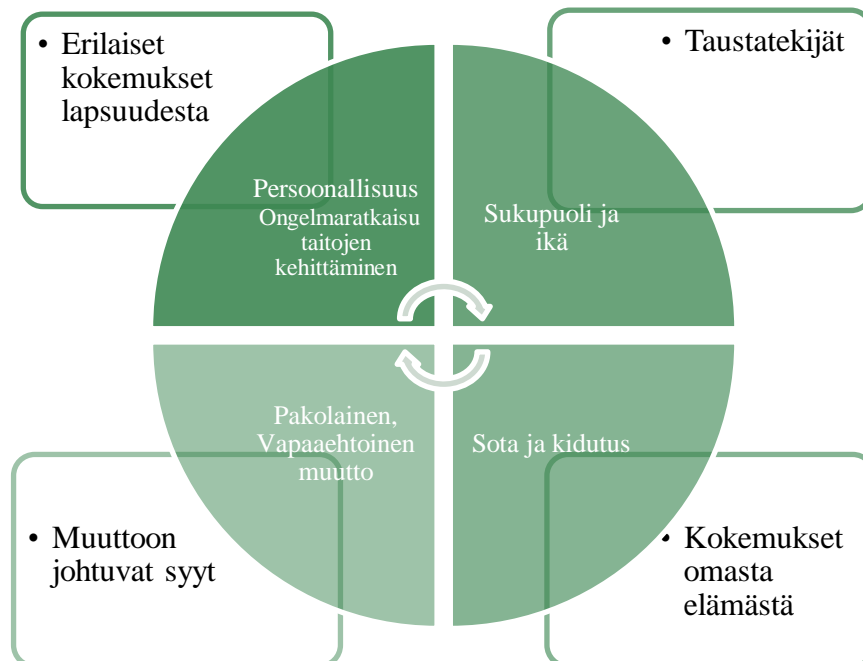 • Erilaiset
kokemukset
lapsuudesta
• Taustatekijät
Persoonallisuus
Ongelmaratkaisu
taitojen
kehittäminen
Sukupuoli ja
ikä
Pakolainen,
Vapaaehtoinen
muutto
Sota ja kidutus
• Muuttoon
johtuvat syyt
• Kokemukset
omasta
elämästä